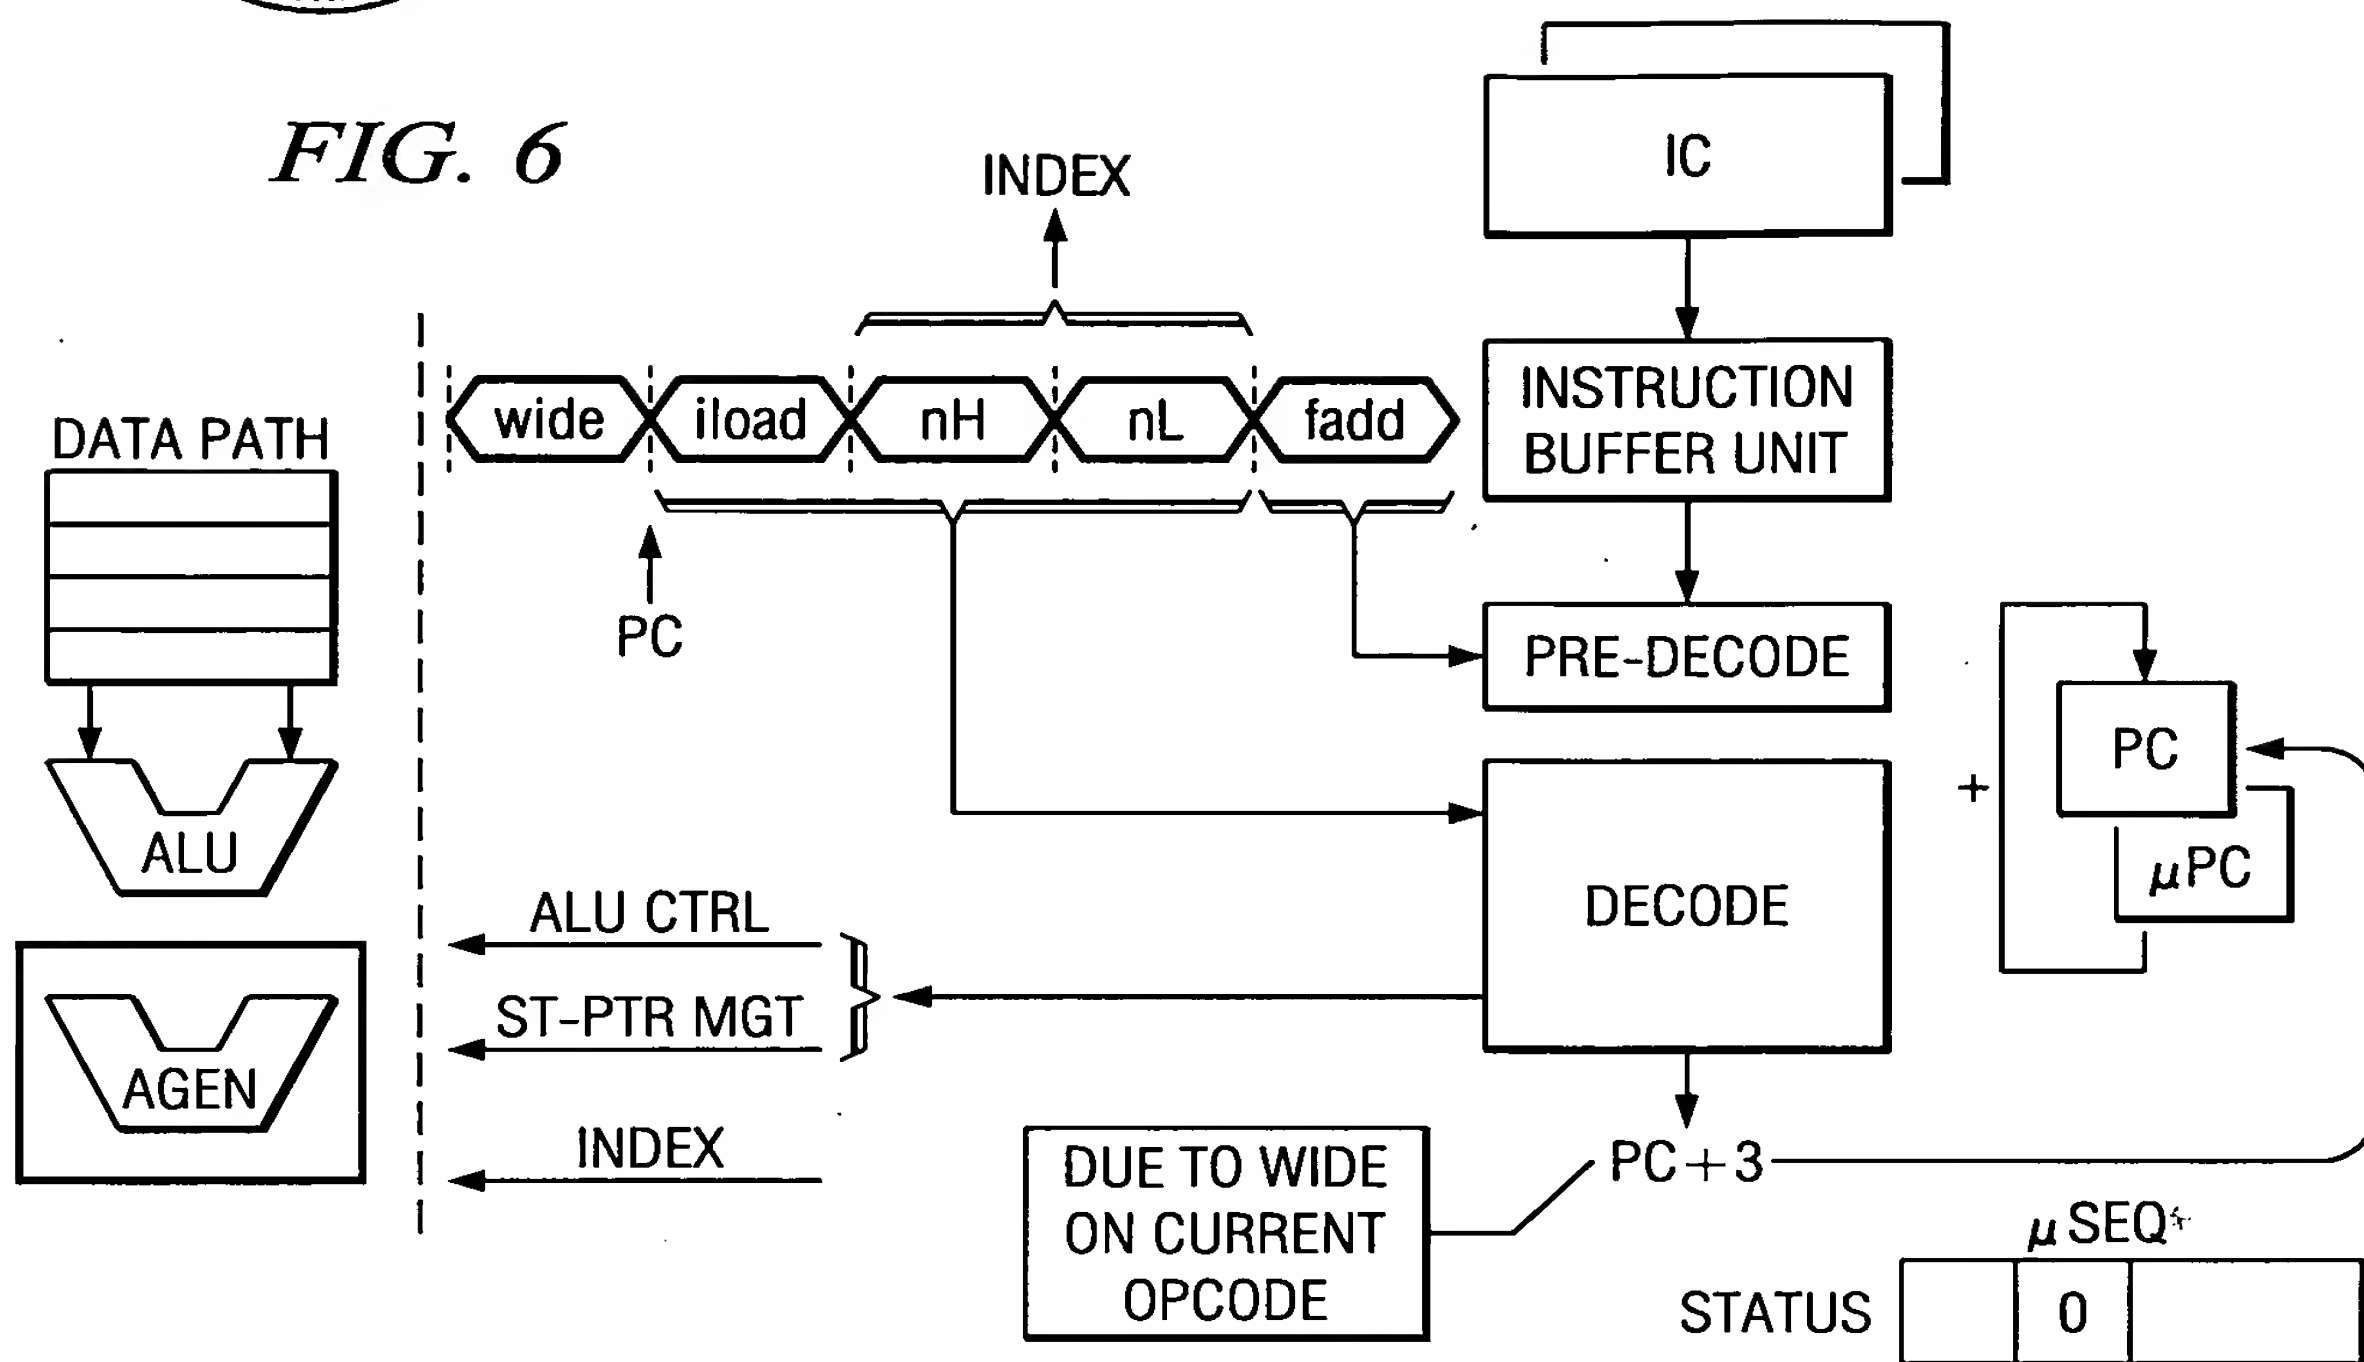 FIG. 6
INDEX
IC
wide
iload
nH
nL
fadd
INSTRUCTION
BUFFER UNIT
DATA PATH
PC
PRE-DECODE
PC
μPC
+
ALU
DECODE
ALU CTRL
ST-PTR MGT
AGEN
INDEX
PC+3
DUE TO WIDE
ON CURRENT
OPCODE
μSEQ
STATUS
0